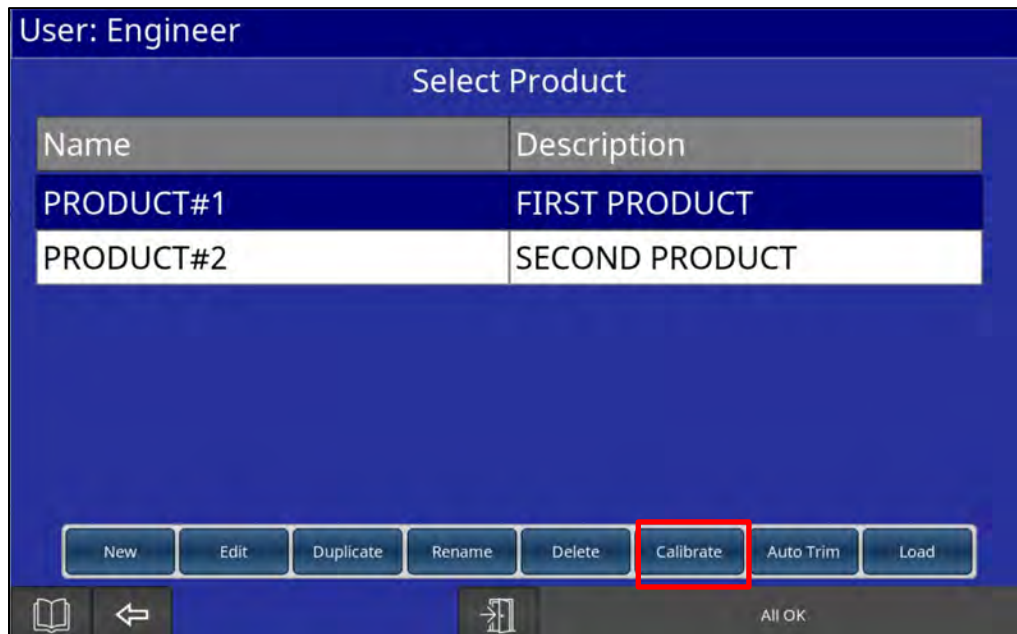 User: Engineer
Select Product
Name Description
PRODUCT#1 FIRST PRODUCT
PRODUCT#2 SECOND PRODUCT
New Edit Duplicate Rename Delete Calibrate Auto Trim Load
All OK